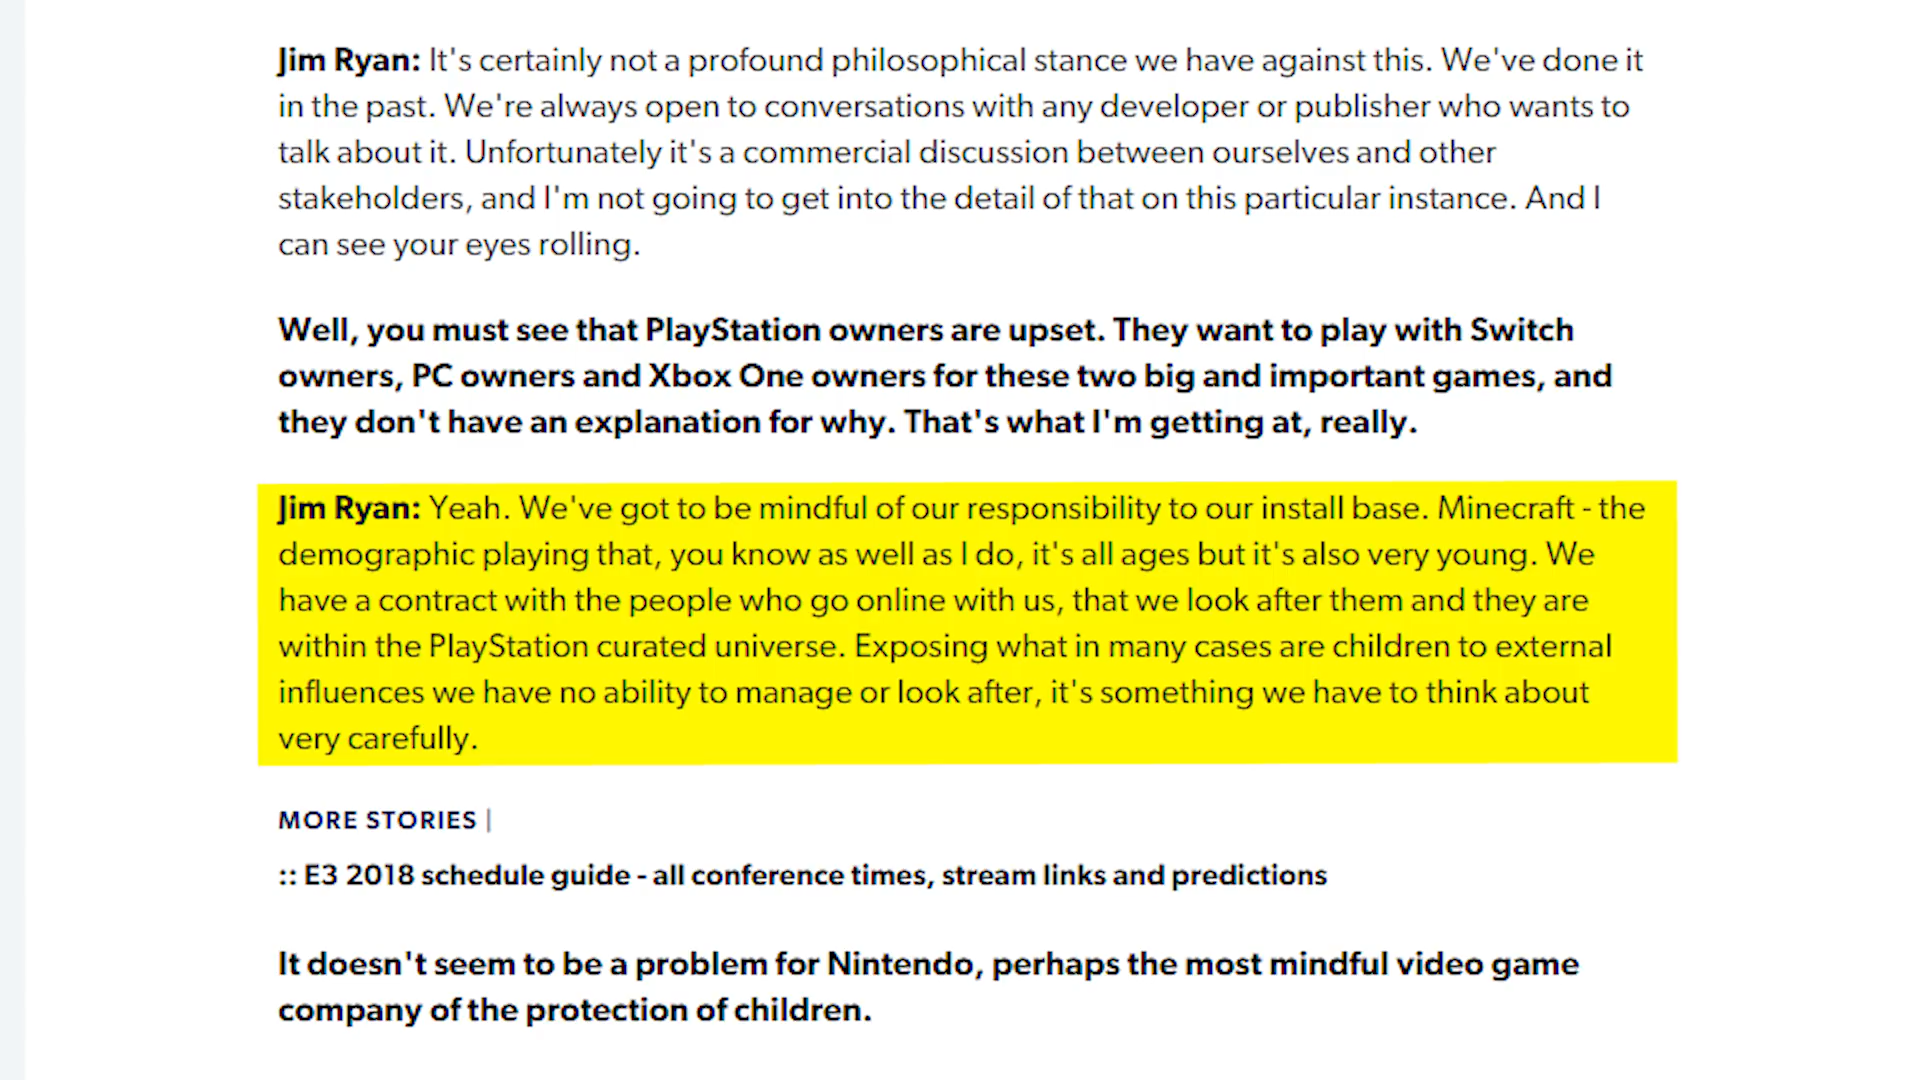 Jim Ryan: It's certainly not a profound philosophical stance we have against this. We've done it
in the past. We're always open to conversations with any developer or publisher who wants to
talk about it. Unfortunately it's a commercial discussion between ourselves and other
stakeholders, and I'm not going to get into the detail of that on this particular instance. And I
can see your eyes rolling.
Well, you must see that PlayStation owners are upset. They want to play with Switch
owners, PC owners and Xbox One owners for these two big and important games, and
they don't have an explanation for why. That's what I'm getting at, really.
Jim Ryan: Yeah. We've got to be mindful of our responsibility to our install base. Minecraft - the
demographic playing that, you know as well as I do, it's all ages but it's also very young. We
have a contract with the people who go online with us, that we look after them and they are
within the PlayStation curated universe. Exposing what in many cases are children to external
influences we have no ability to manage or look after, it's something we have to think about
very carefully.
MORE STORIES |
:: E3 2018 schedule guide - all conference times, stream links and predictions
It doesn't seem to be a problem for Nintendo, perhaps the most mindful video game
company of the protection of children.